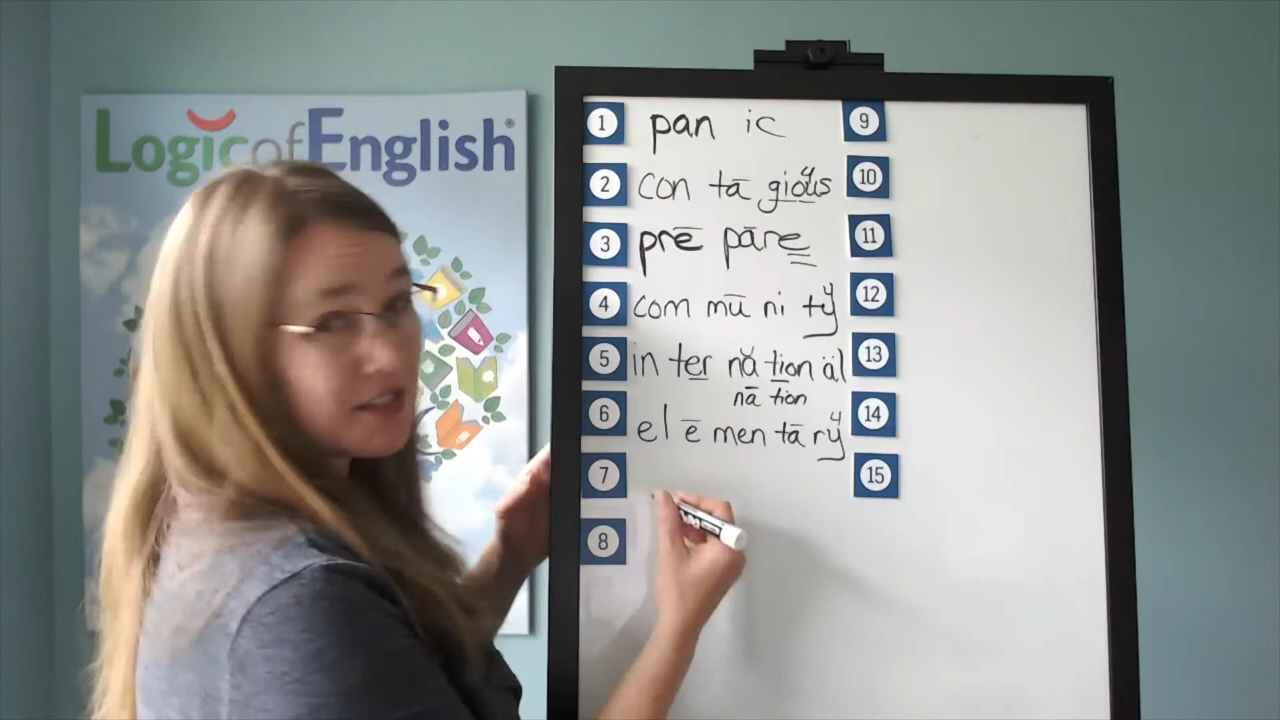 Logic of English®
1 pan ic
2 con tā gious
3 prē pāre
4 com mū ni ty
5 in ter nă tion äl
nā tion
6 el ē men tā ry
7
8
9
10
11
12
13
14
15